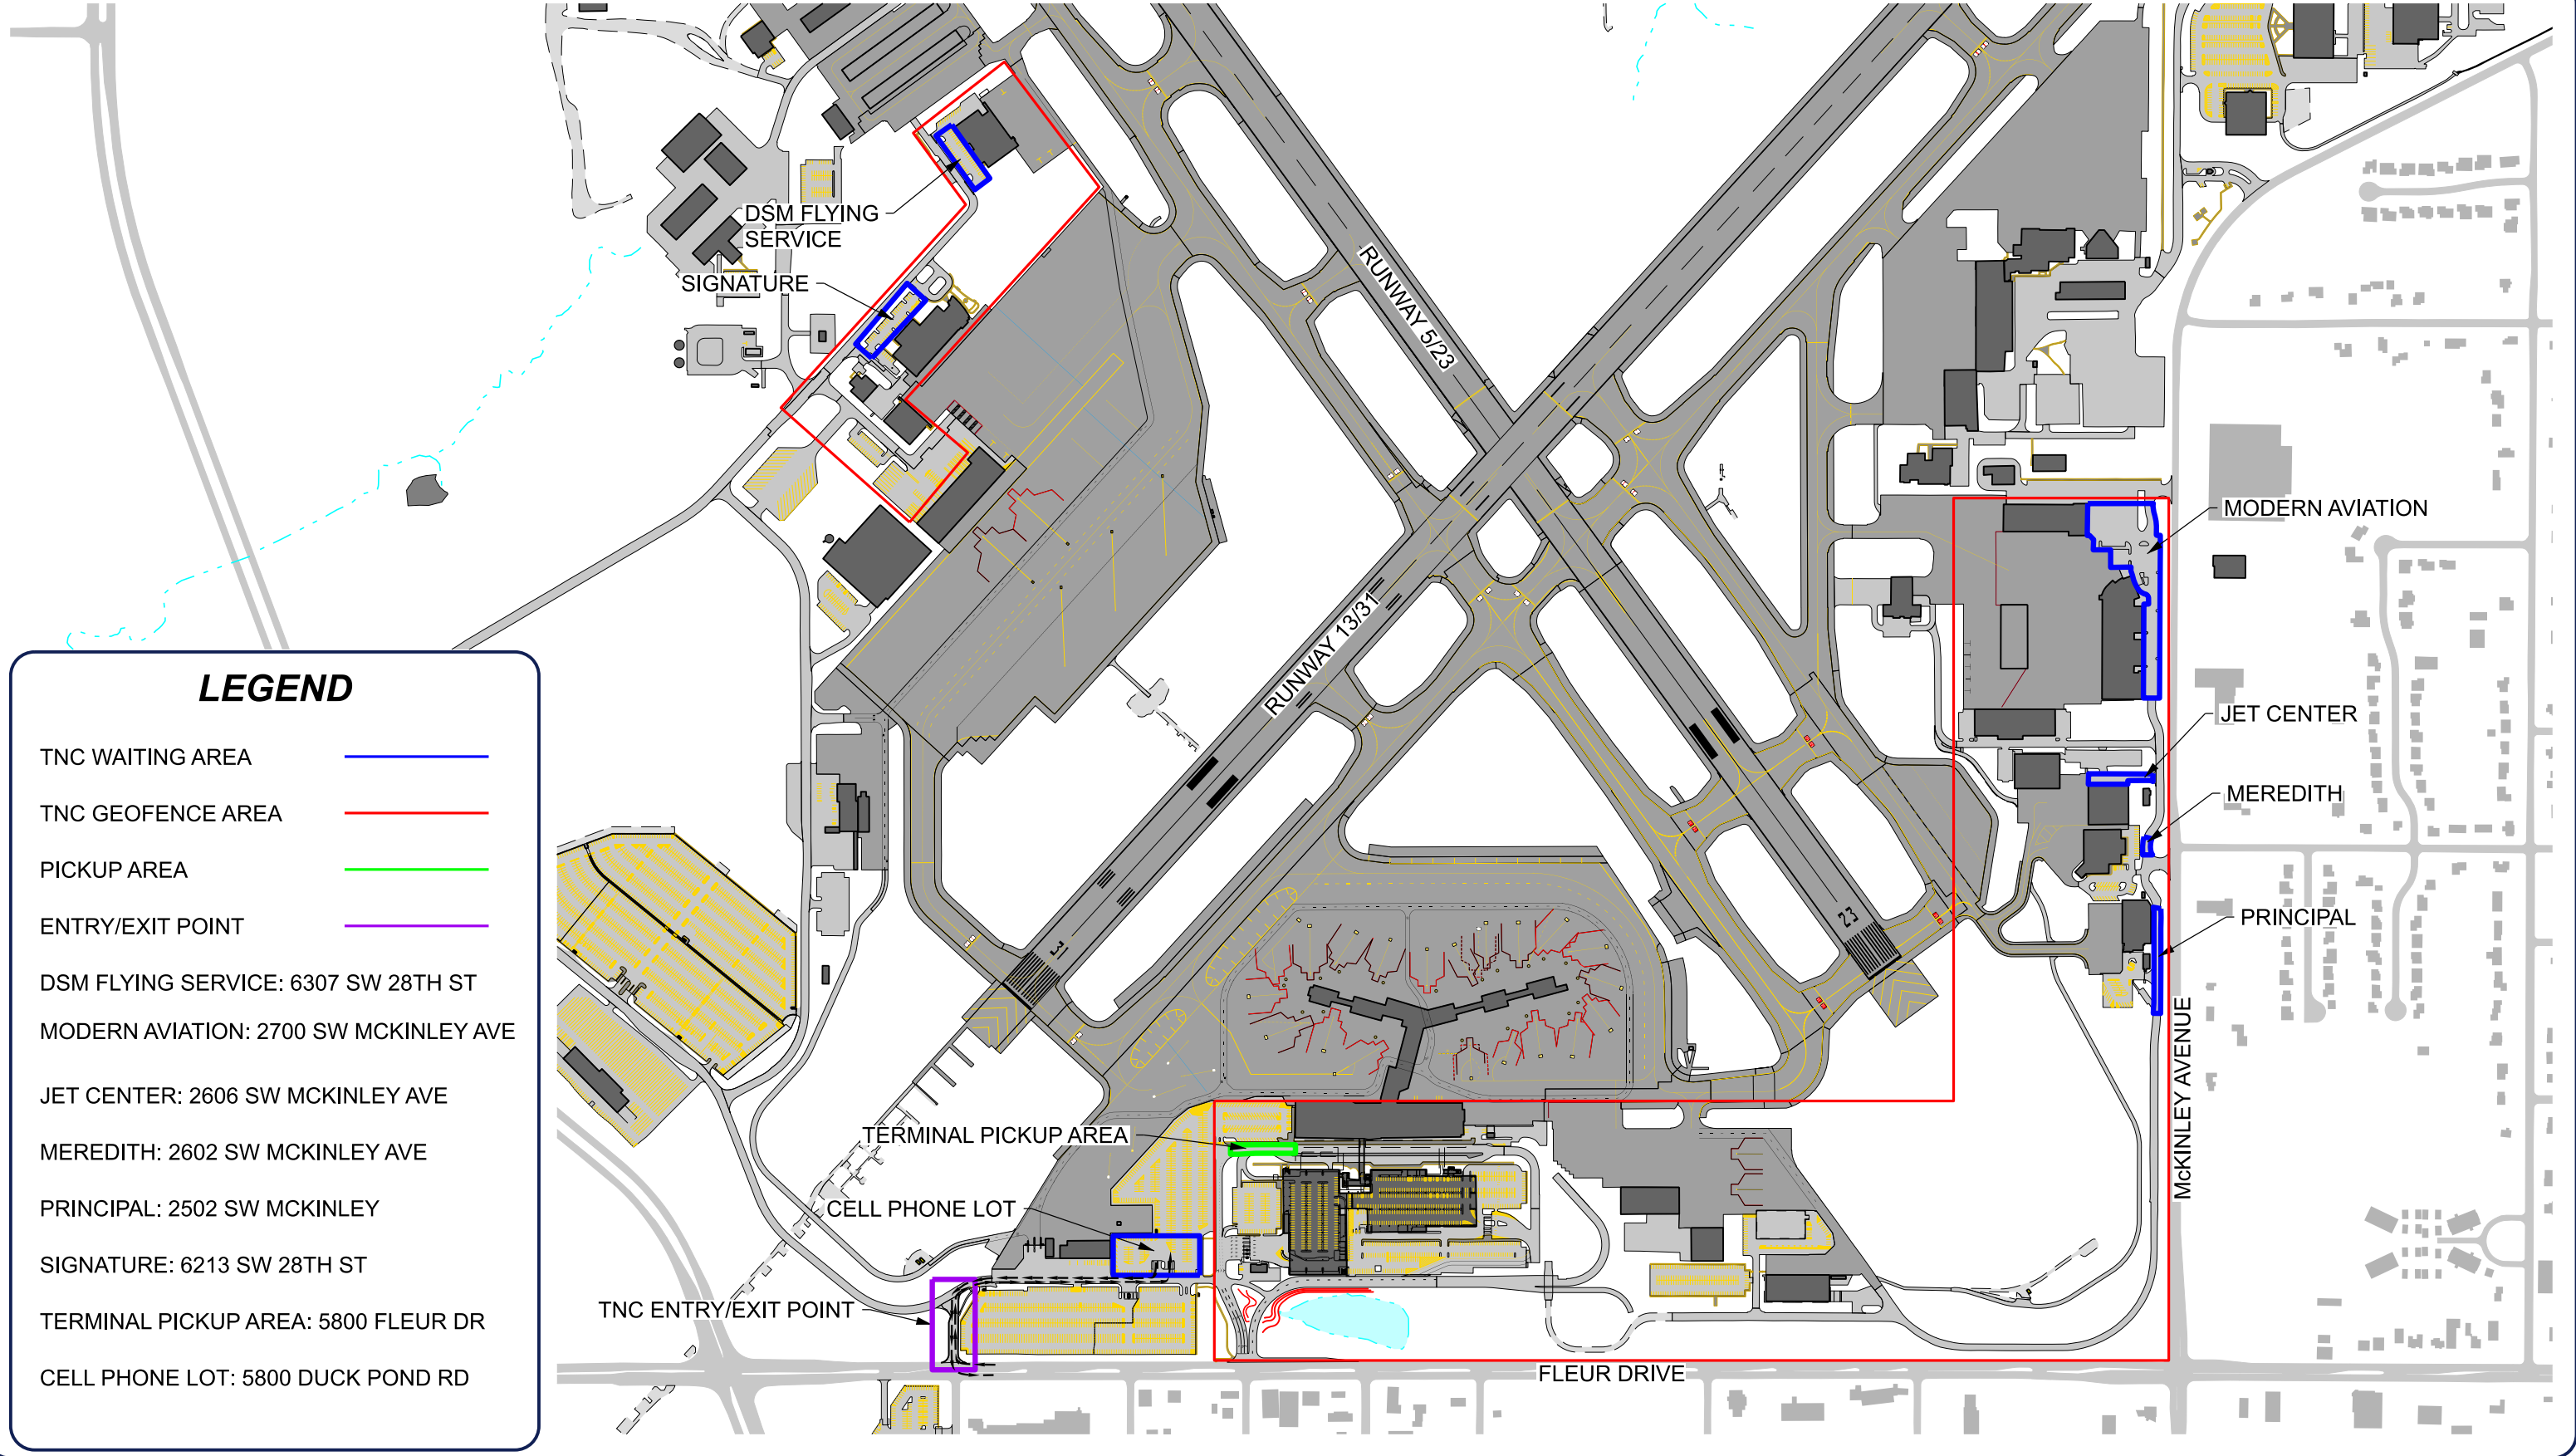 DSM FLYING
SERVICE
SIGNATURE
RUNWAY 5/23
RUNWAY 13/31
MODERN AVIATION
JET CENTER
MEREDITH
PRINCIPAL
McKINLEY AVENUE
31
23
TERMINAL PICKUP AREA
CELL PHONE LOT
TNC ENTRY/EXIT POINT
FLEUR DRIVE
LEGEND
TNC WAITING AREA
TNC GEOFENCE AREA
PICKUP AREA
ENTRY/EXIT POINT
DSM FLYING SERVICE: 6307 SW 28TH ST
MODERN AVIATION: 2700 SW MCKINLEY AVE
JET CENTER: 2606 SW MCKINLEY AVE
MEREDITH: 2602 SW MCKINLEY AVE
PRINCIPAL: 2502 SW MCKINLEY
SIGNATURE: 6213 SW 28TH ST
TERMINAL PICKUP AREA: 5800 FLEUR DR
CELL PHONE LOT: 5800 DUCK POND RD